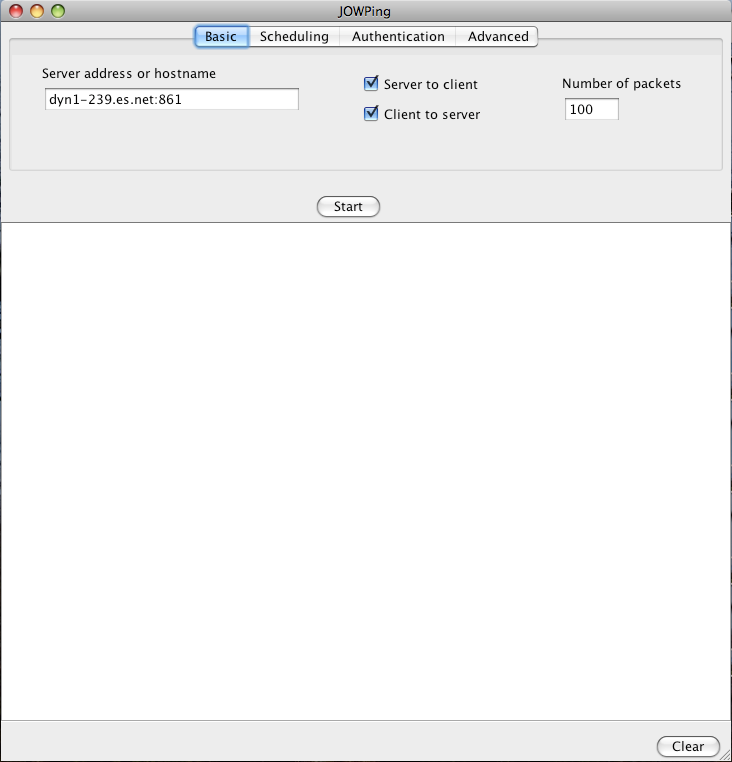 JOWPing
Basic Scheduling Authentication Advanced
Server address or hostname
dyn1-239.es.net:861
Server to client
Client to server
Number of packets
100
Start
Clear